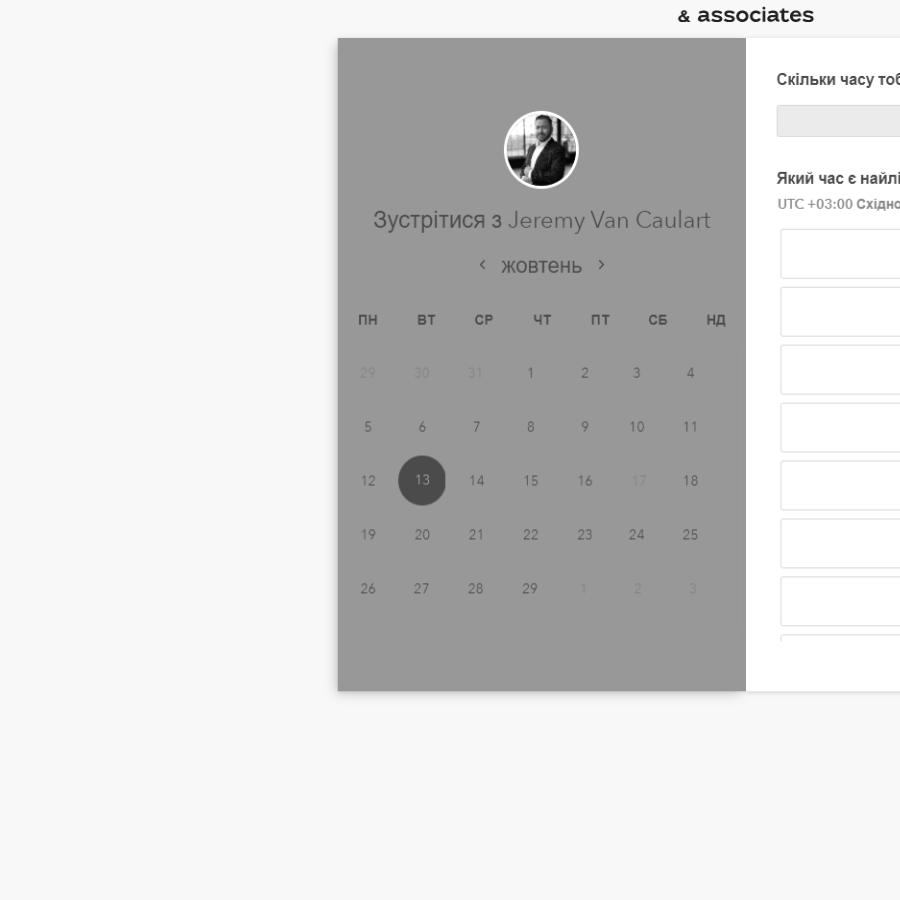 & associates
Зустрітися з Jeremy Van Caulart
жовтень
ПН ВТ СР ЧТ ПТ СБ НД
29 30 31 1 2 3 4
5 6 7 8 9 10 11
12 13 14 15 16 17 18
19 20 21 22 23 24 25
26 27 28 29 1 2 3
Скільки часу тоб
Який час є найлі
UTC +03:00 Східно